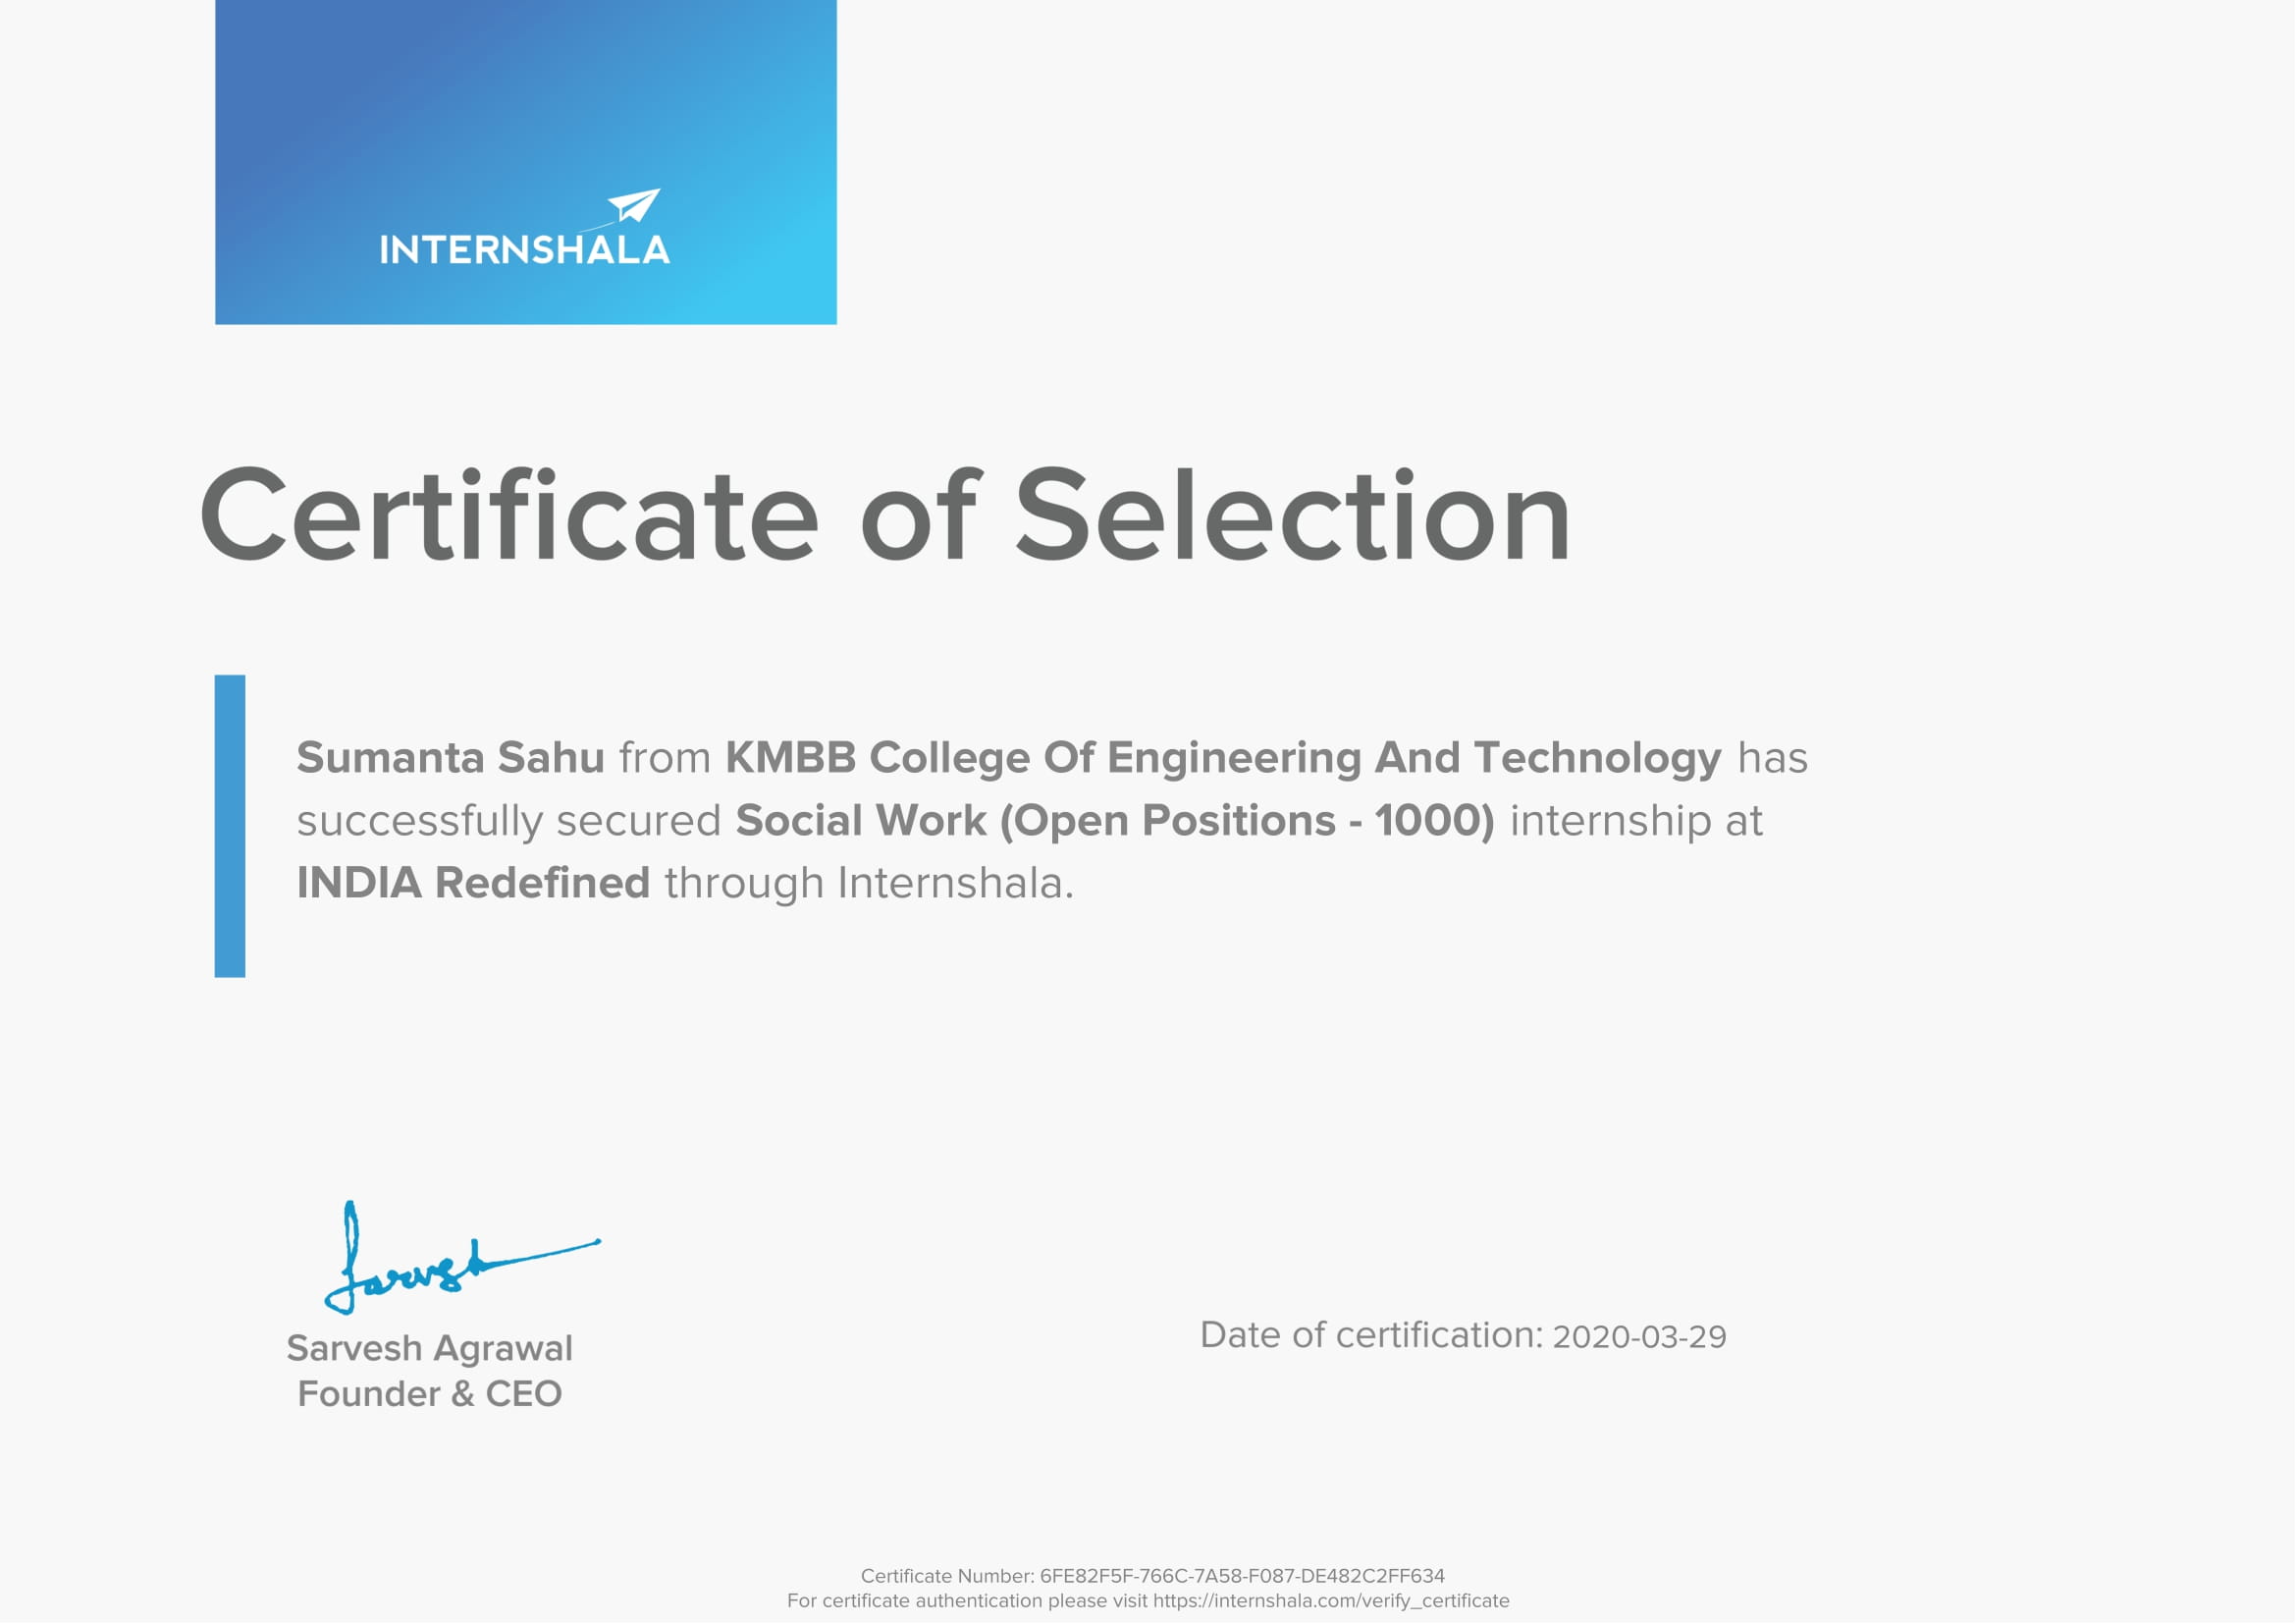 INTERNSHALA
Certificate of Selection
Sumanta Sahu from KMBB College Of Engineering And Technology has
successfully secured Social Work (Open Positions - 1000) internship at
INDIA Redefined through Internshala.
Sarvesh
Sarvesh Agrawal
Founder & CEO
Date of certification: 2020-03-29
Certificate Number: 6FE82F5F-766C-7A58-F087-DE482C2FF634
For certificate authentication please visit https://internshala.com/verify_certificate